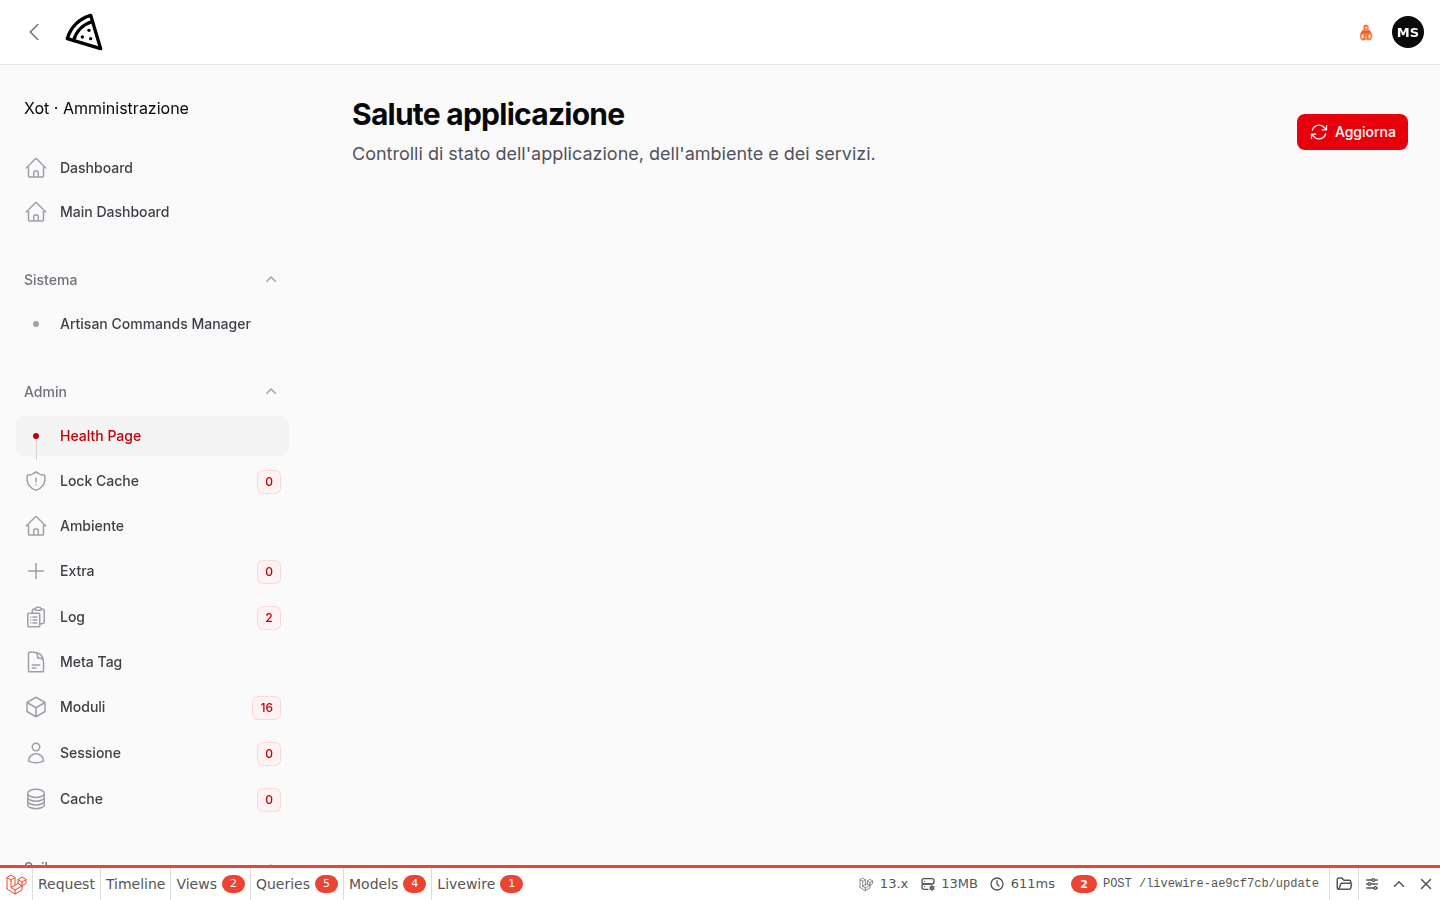 MS
Xot · Amministrazione
Dashboard
Main Dashboard
Sistema
Artisan Commands Manager
Admin
Health Page
Lock Cache 0
Ambiente
Extra 0
Log 2
Meta Tag
Moduli 16
Sessione 0
Cache 0
Salute applicazione
Controlli di stato dell'applicazione, dell'ambiente e dei servizi.
Aggiorna
Request Timeline Views 2 Queries 5 Models 4 Livewire 1 13.x 13MB 611ms 2 POST /livewire-ae9cf7cb/update